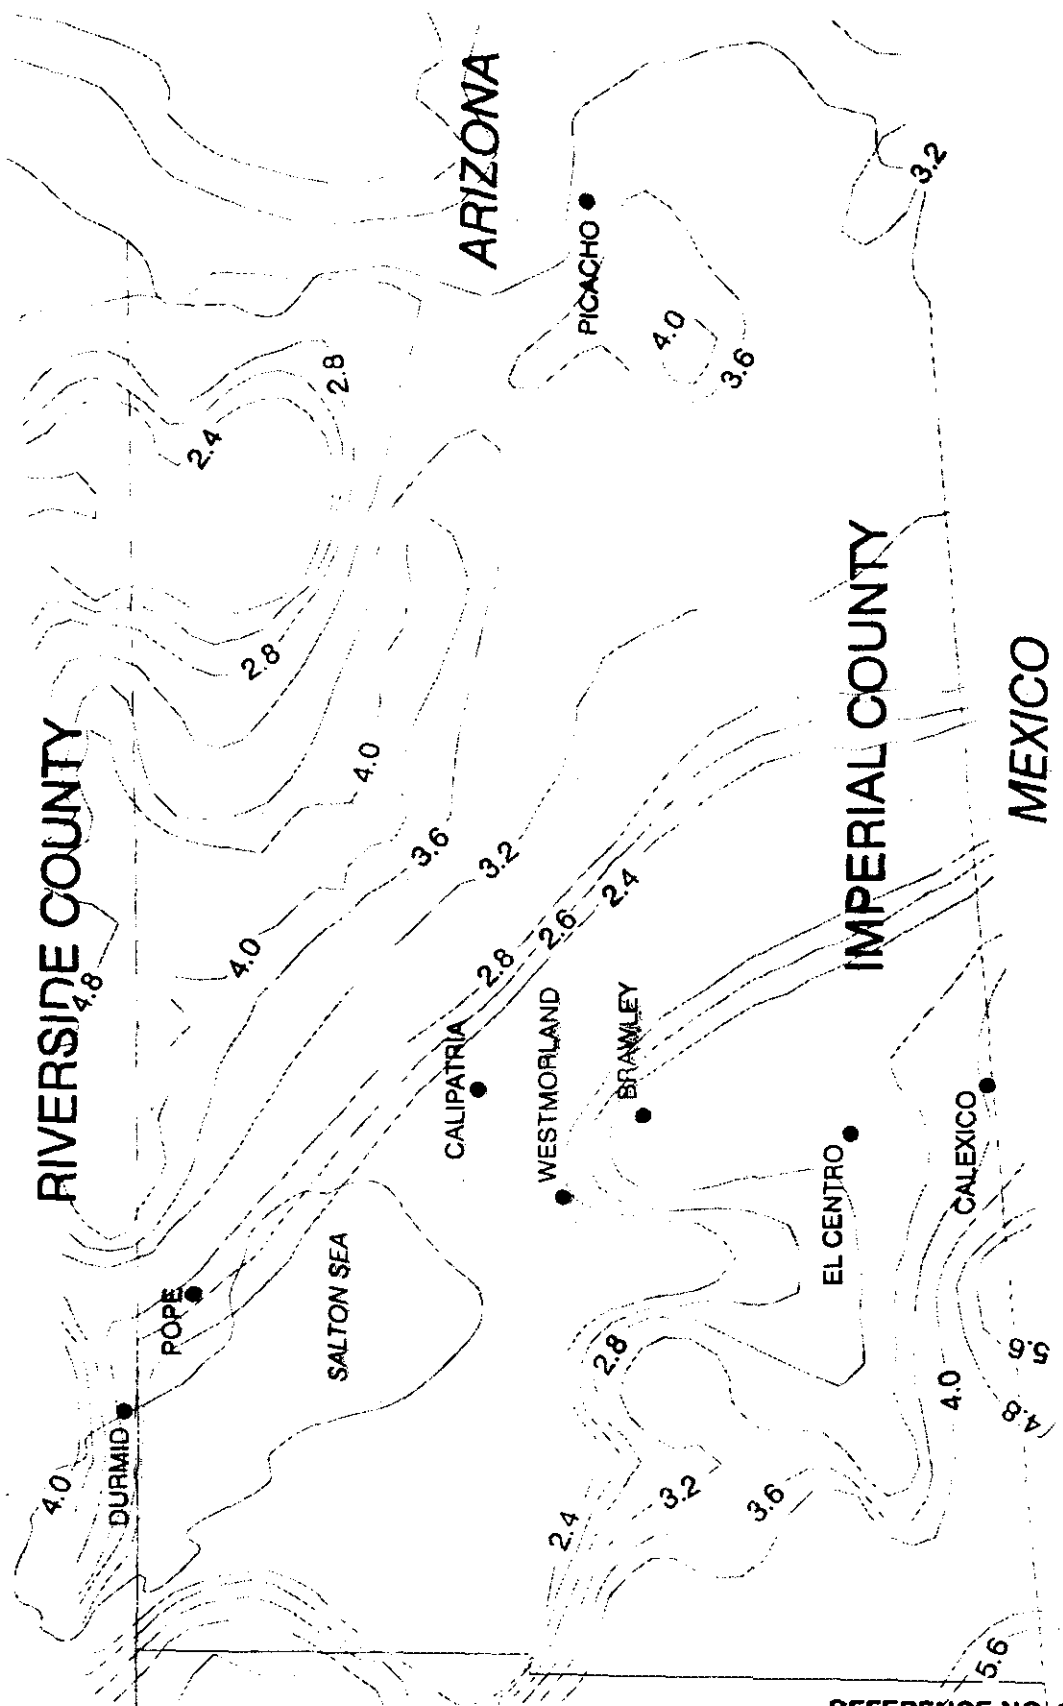 RIVERSIDE COUNTY
ARIZONA
IMPERIAL COUNTY
MEXICO
SALTON SEA
DURMID
POPE
CALIPATRIA
WESTMORLAND
BRAWLEY
EL CENTRO
CALEXICO
PICACHO
4.0
4.8
4.0
3.6
3.2
2.8
2.6
2.4
4.0
2.8
2.4
2.8
4.0
3.6
3.2
2.8
2.4
3.2
3.6
4.0
4.8
5.6
5.6